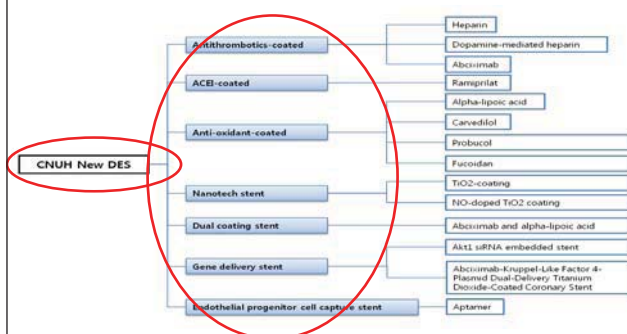 Heparin
Antithrombotics-coated
Dopamine-mediated heparin
Abciximab
ACEI-coated
Ramiprilat
Alpha-lipoic acid
Carvedilol
Anti-oxidant-coated
Probucol
CNUH New DES
Fucoidan
TiO2-coating
Nanotech stent
NO-doped TiO2 coating
Dual coating stent
Abciximab and alpha-lipoic acid
Akt1 siRNA embedded stent
Gene delivery stent
Abciximab-Kruppel-Like Factor 4-
Plasmid Dual-Delivery Titanium
Dioxide-Coated Coronary Stent
Endothelial progenitor cell capture stent
Aptamer